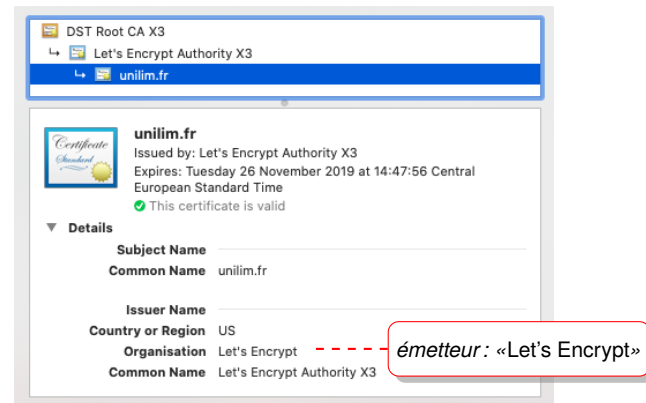 DST Root CA X3
↳ Let's Encrypt Authority X3
↳ unilim.fr
Certificate
Standard
unilim.fr
Issued by: Let's Encrypt Authority X3
Expires: Tuesday 26 November 2019 at 14:47:56 Central
European Standard Time
This certificate is valid
▼ Details
Subject Name
Common Name unilim.fr
Issuer Name
Country or Region US
Organisation Let's Encrypt
émetteur : «Let's Encrypt»
Common Name Let's Encrypt Authority X3